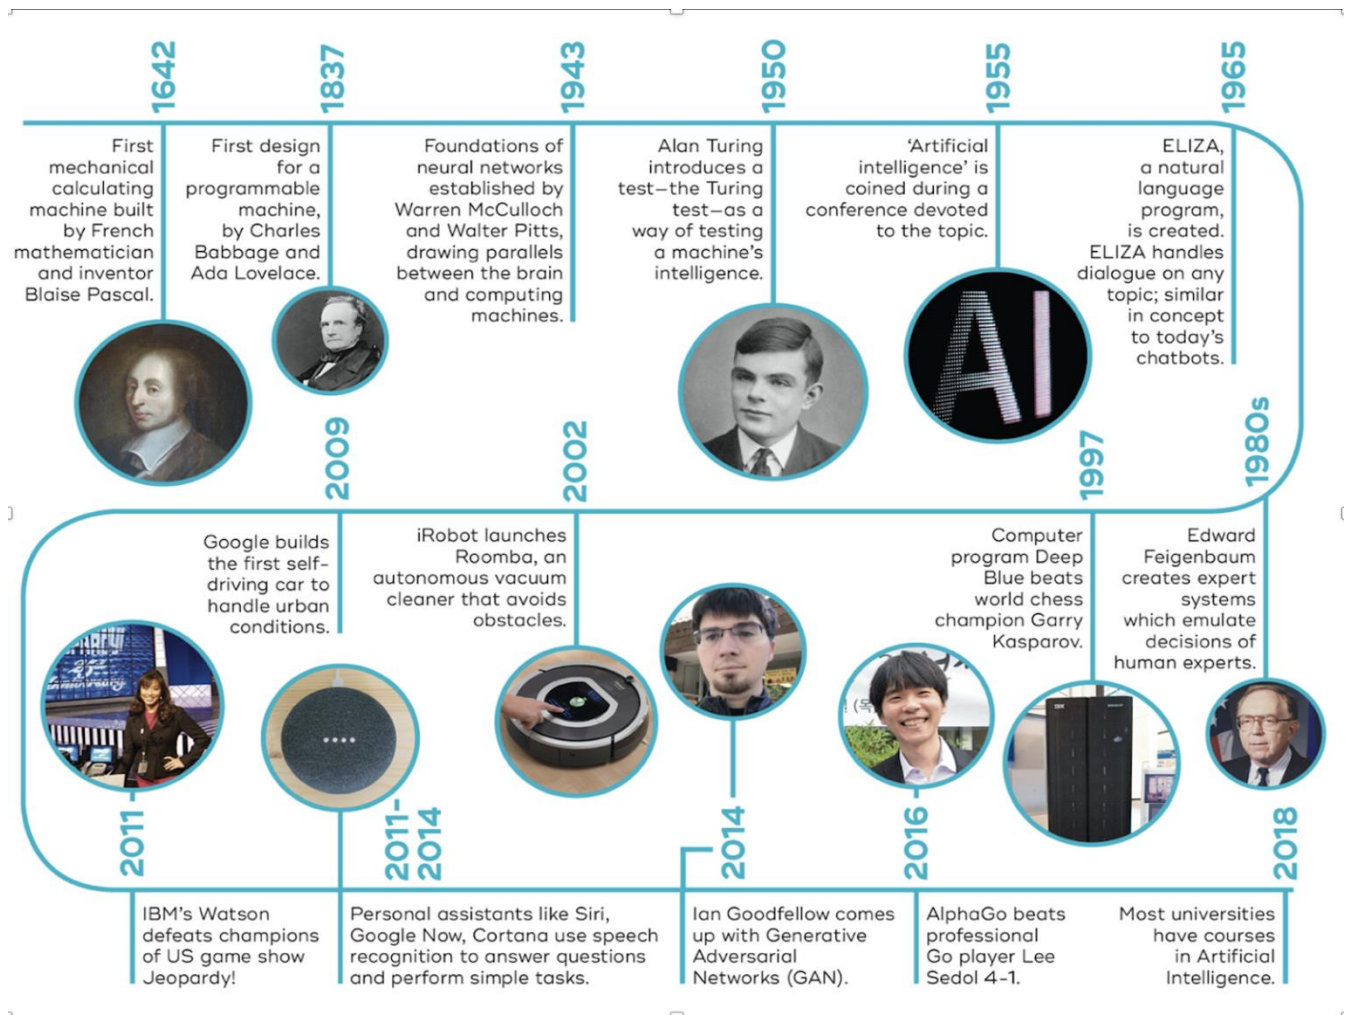 1642
First
mechanical
calculating
machine built
by French
mathematician
and inventor
Blaise Pascal.
1837
First design
for a
programmable
machine,
by Charles
Babbage and
Ada Lovelace.
1943
Foundations of
neural networks
established by
Warren McCulloch
and Walter Pitts,
drawing parallels
between the brain
and computing
machines.
1950
Alan Turing
introduces a
test—the Turing
test—as a
way of testing
a machine's
intelligence.
1955
‘Artificial
intelligence’ is
coined during a
conference devoted
to the topic.
AI
1965
ELIZA,
a natural
language
program,
is created.
ELIZA handles
dialogue on any
topic; similar
in concept
to today's
chatbots.
1980s
Edward
Feigenbaum
creates expert
systems
which emulate
decisions of
human experts.
1997
Computer
program Deep
Blue beats
world chess
champion Garry
Kasparov.
IBM
2002
iRobot launches
Roomba, an
autonomous vacuum
cleaner that avoids
obstacles.
2009
Google builds
the first self-
driving car to
handle urban
conditions.
2011
IBM's Watson
defeats champions
of US game show
Jeopardy!
anniversary
2011-
2014
Personal assistants like Siri,
Google Now, Cortana use speech
recognition to answer questions
and perform simple tasks.
2014
Ian Goodfellow comes
up with Generative
Adversarial
Networks (GAN).
2016
AlphaGo beats
professional
Go player Lee
Sedol 4-1.
(목
2018
Most universities
have courses
in Artificial
Intelligence.